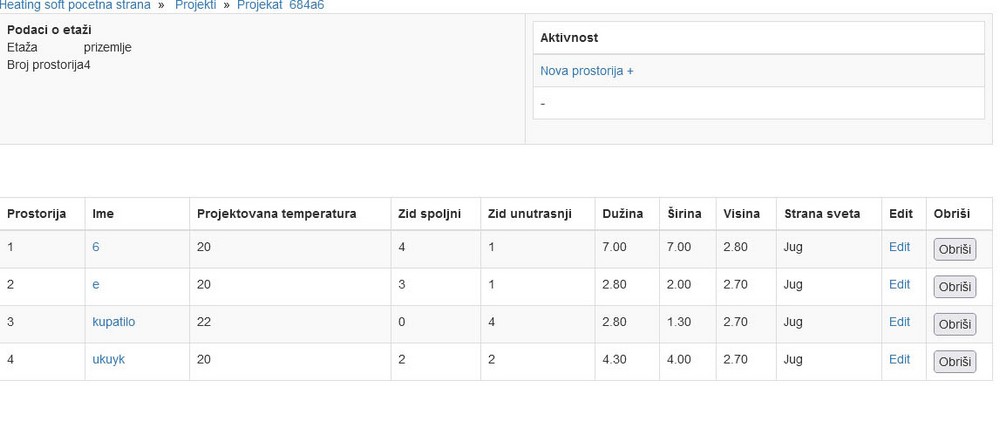 Heating soft pocetna strana » Projekti » Projekat 684a6
Podaci o etaži
Etaža prizemlje
Broj prostorija4
Aktivnost
Nova prostorija +
-
Prostorija Ime Projektovana temperatura Zid spoljni Zid unutrasnji Dužina Širina Visina Strana sveta Edit Obriši
1 6 20 4 1 7.00 7.00 2.80 Jug Edit Obriši
2 e 20 3 1 2.80 2.00 2.70 Jug Edit Obriši
3 kupatilo 22 0 4 2.80 1.30 2.70 Jug Edit Obriši
4 ukuyk 20 2 2 4.30 4.00 2.70 Jug Edit Obriši